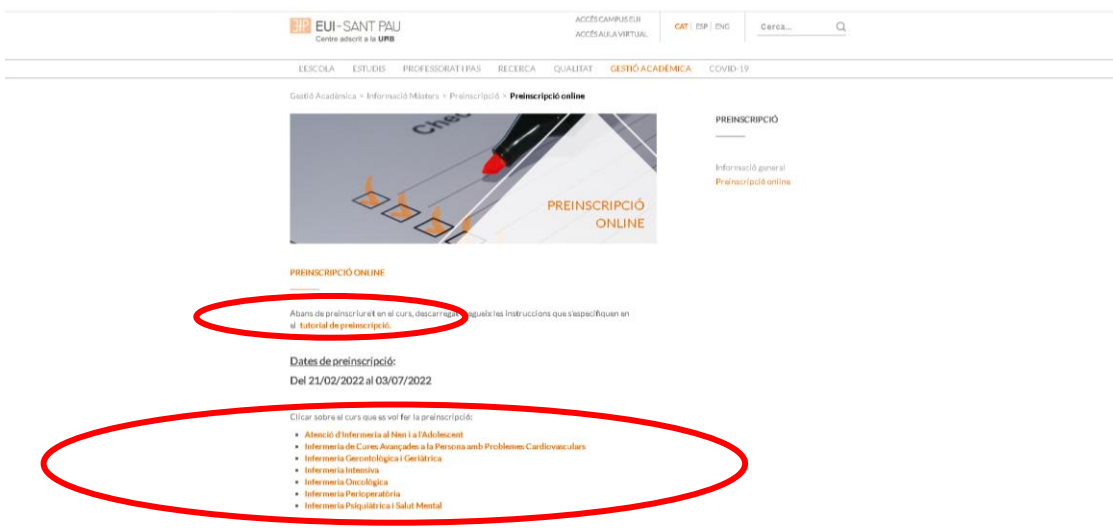 EUI-SANT PAU
Centre adscrit a la UAB
ACCÉS CAMPUS EUI
ACCÉS AULA VIRTUAL
CAT | ESP | ENG
Cerca...
L'ESCOLA ESTUDIS PROFESSORAT I PAS RECERCA QUALITAT GESTIÓ ACADÈMICA COVID-19
Gestió Acadèmica > Informació Màsters > Preinscripció > Preinscripció online
Check
PREINSCRIPCIÓ
ONLINE
PREINSCRIPCIÓ
Informació general
Preinscripció online
PREINSCRIPCIÓ ONLINE
Abans de preinscriure't en el curs, descarrega't i segueix les instruccions que s'especifiquen en
el tutorial de preinscripció.
Dates de preinscripció:
Del 21/02/2022 al 03/07/2022
Clicar sobre el curs que es vol fer la preinscripció:
• Atenció d'Infermeria al Nen i a l'Adolescent
• Infermeria de Cures Avançades a la Persona amb Problemes Cardiovasculars
• Infermeria Gerontològica i Geriàtrica
• Infermeria Intensiva
• Infermeria Oncològica
• Infermeria Perioperatòria
• Infermeria Psiquiàtrica i Salut Mental